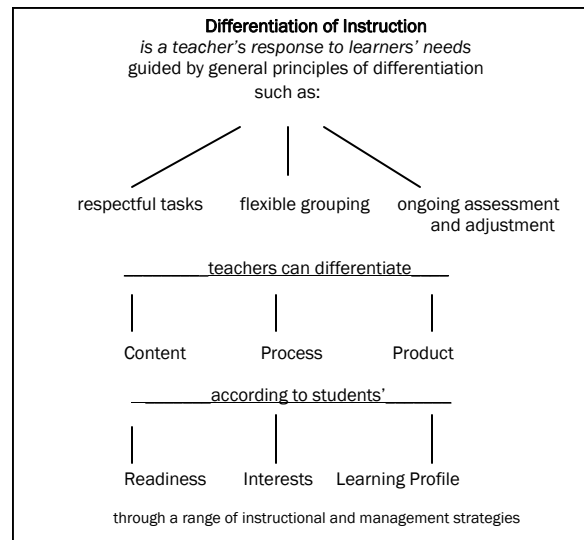 Differentiation of Instruction
is a teacher's response to learners' needs
guided by general principles of differentiation
such as:
respectful tasks flexible grouping ongoing assessment
and adjustment
teachers can differentiate
Content Process Product
according to students'
Readiness Interests Learning Profile
through a range of instructional and management strategies